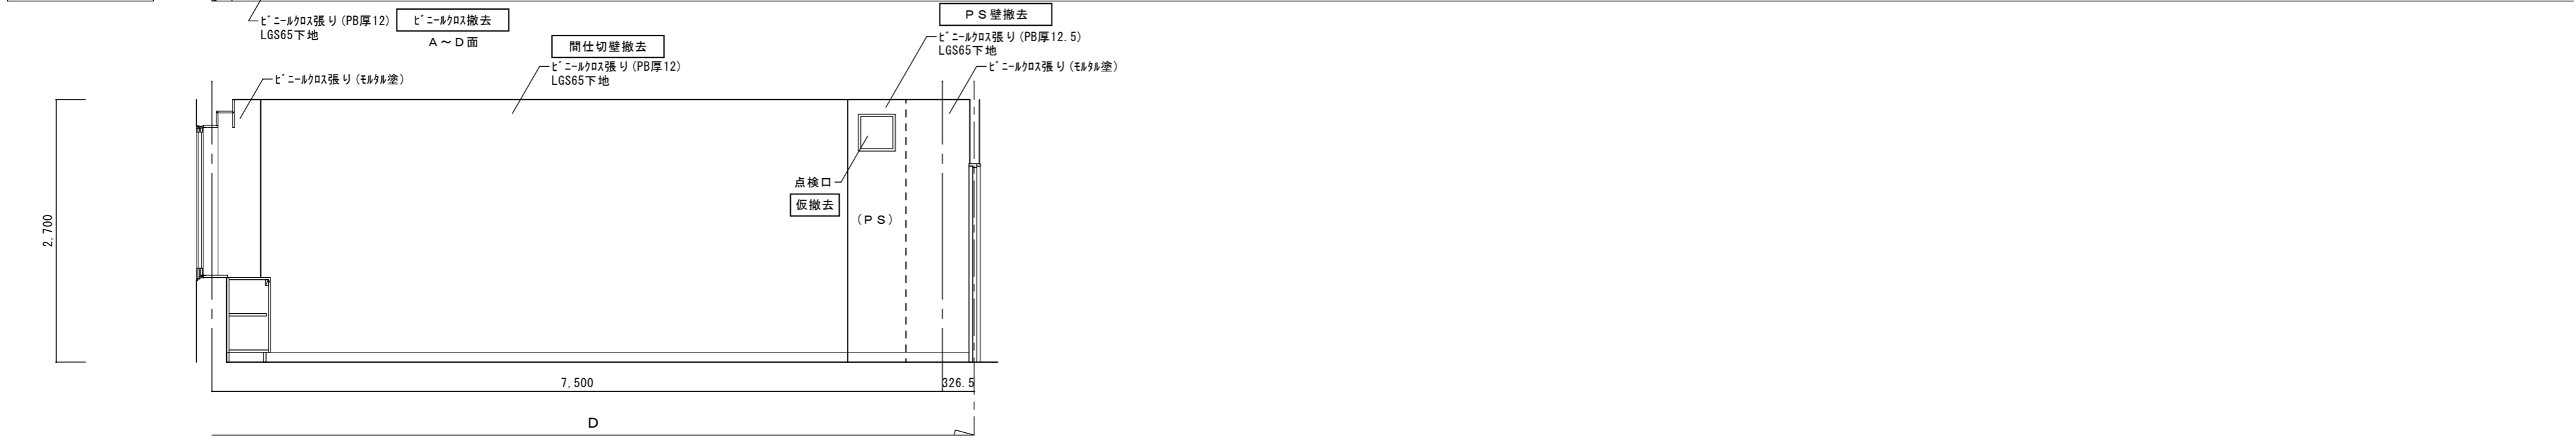 ﾋﾞﾆｰﾙｸﾛｽ張り(PB厚12)
LGS65下地
ﾋﾞﾆｰﾙｸﾛｽ撤去
A～D面
間仕切壁撤去
ﾋﾞﾆｰﾙｸﾛｽ張り(PB厚12)
LGS65下地
ＰＳ壁撤去
ﾋﾞﾆｰﾙｸﾛｽ張り(PB厚12.5)
LGS65下地
ﾋﾞﾆｰﾙｸﾛｽ張り(ﾓﾙﾀﾙ塗)
ﾋﾞﾆｰﾙｸﾛｽ張り(ﾓﾙﾀﾙ塗)
点検口
仮撤去
(ＰＳ)
2,700
7,500
326.5
D